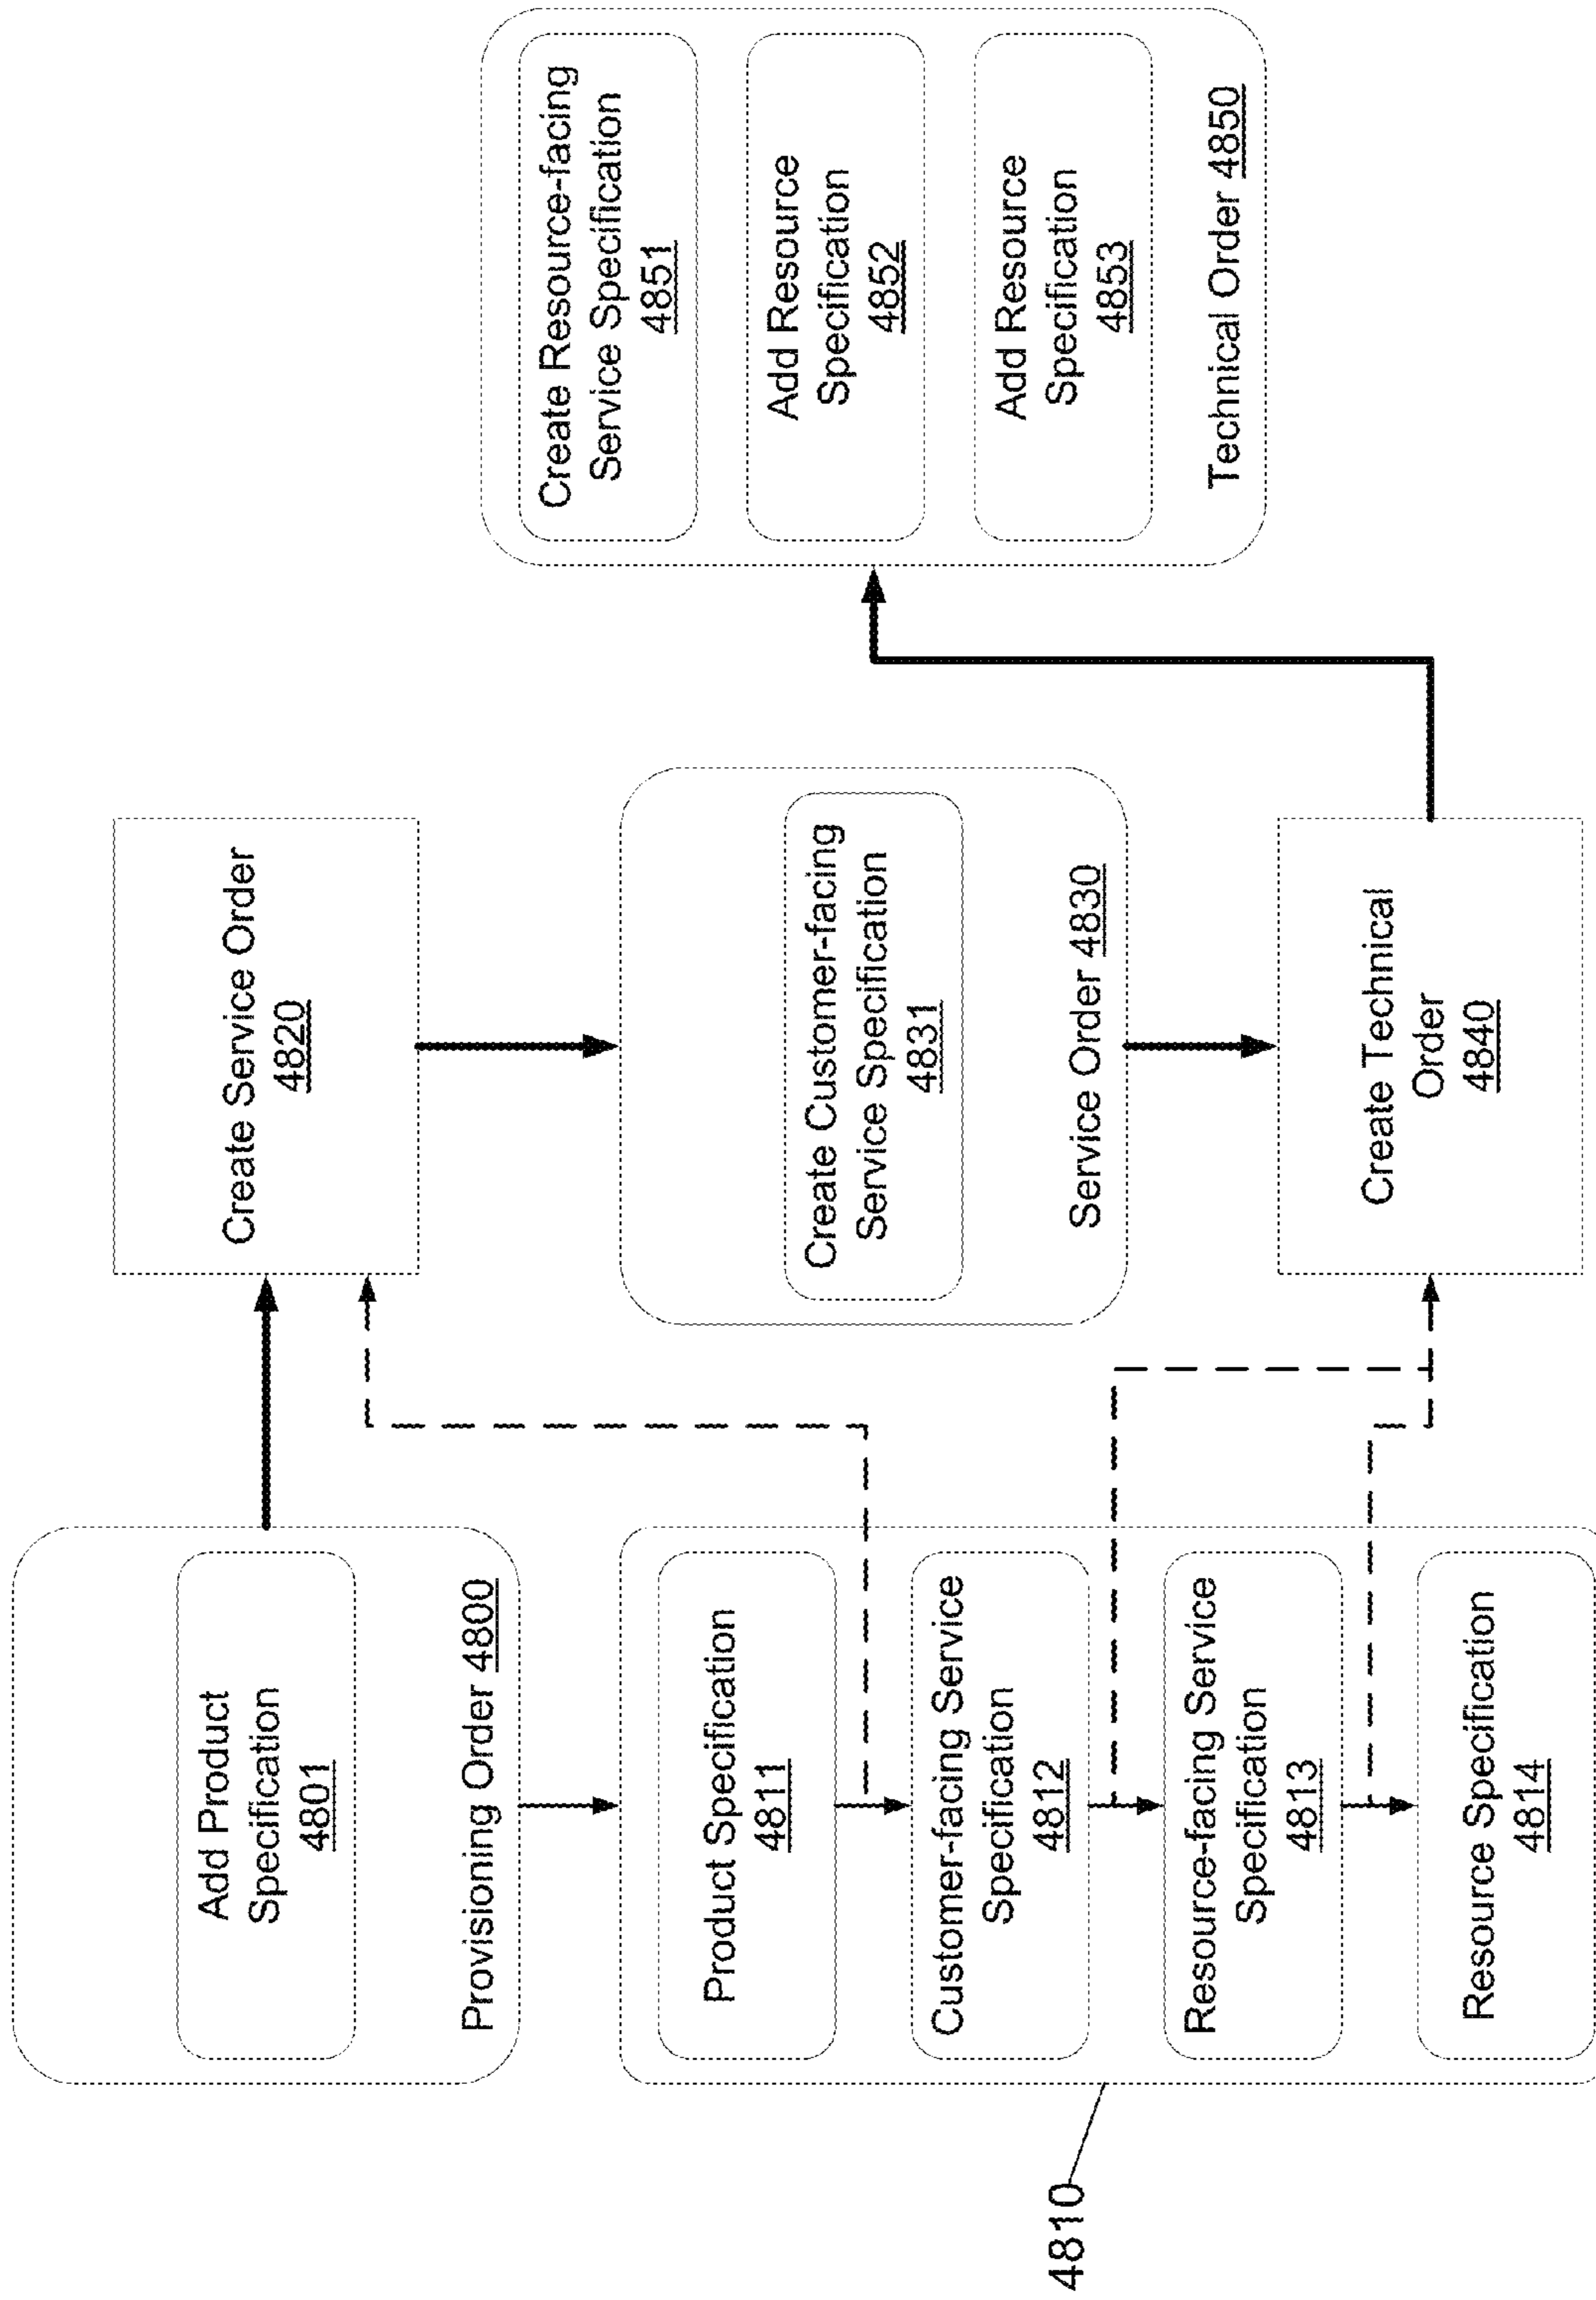 Add Product
Specification
4801
Provisioning Order 4800
Product Specification
4811
Customer-facing Service
Specification
4812
Resource-facing Service
Specification
4813
Resource Specification
4814
4810
Create Service Order
4820
Create Customer-facing
Service Specification
4831
Service Order 4830
Create Technical
Order
4840
Create Resource-facing
Service Specification
4851
Add Resource
Specification
4852
Add Resource
Specification
4853
Technical Order 4850